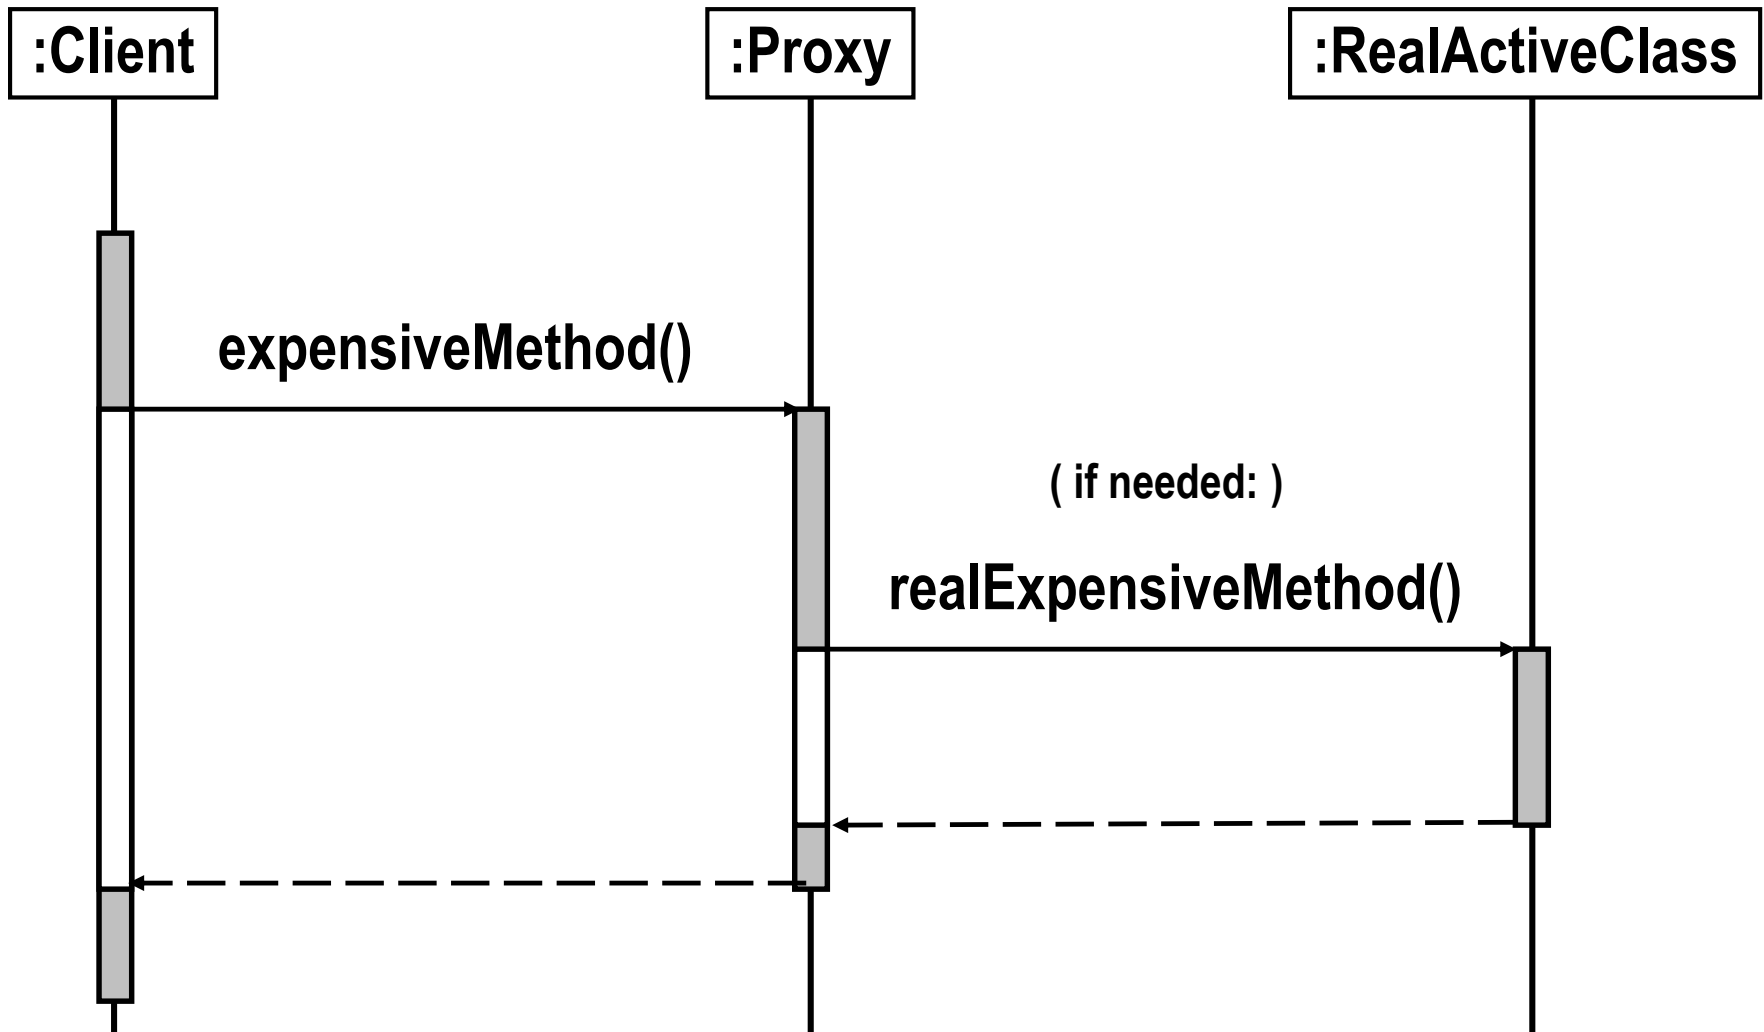 :Client
:Proxy
:RealActiveClass
expensiveMethod()
( if needed: )
realExpensiveMethod()